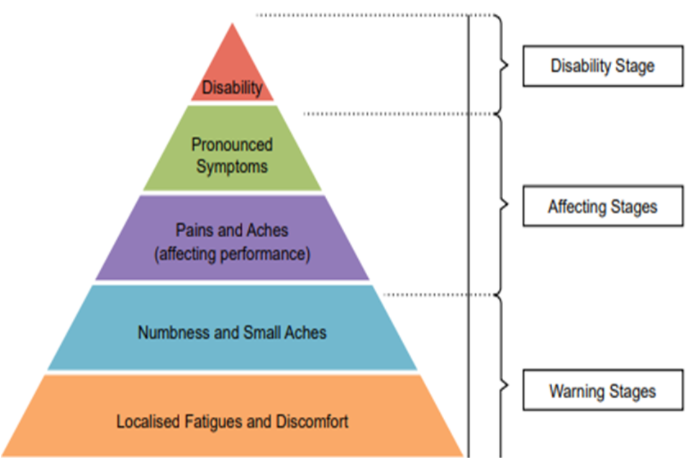 Disability
Pronounced
Symptoms
Pains and Aches
(affecting performance)
Numbness and Small Aches
Localised Fatigues and Discomfort
Disability Stage
Affecting Stages
Warning Stages